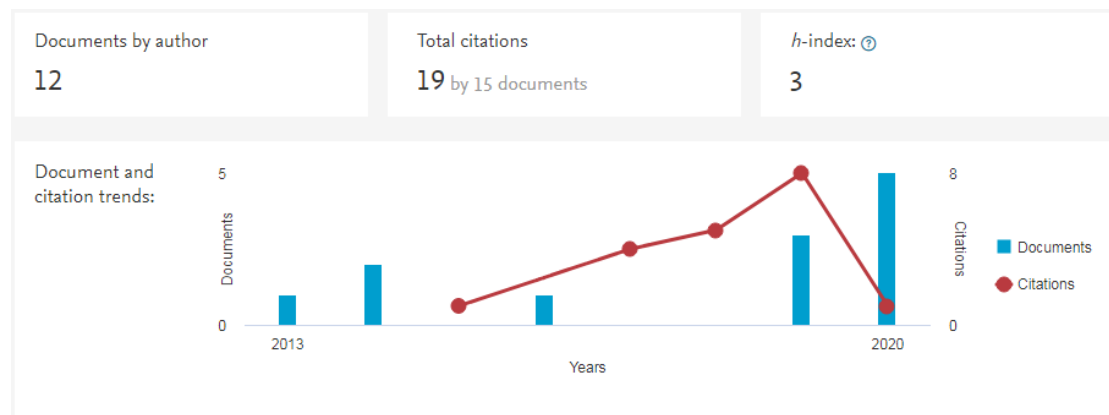 Documents by author
12
Total citations
19 by 15 documents
h-index:
3
Document and
citation trends:
5
Documents
0
8
Citations
0
2013
2020
Years
Documents
Citations